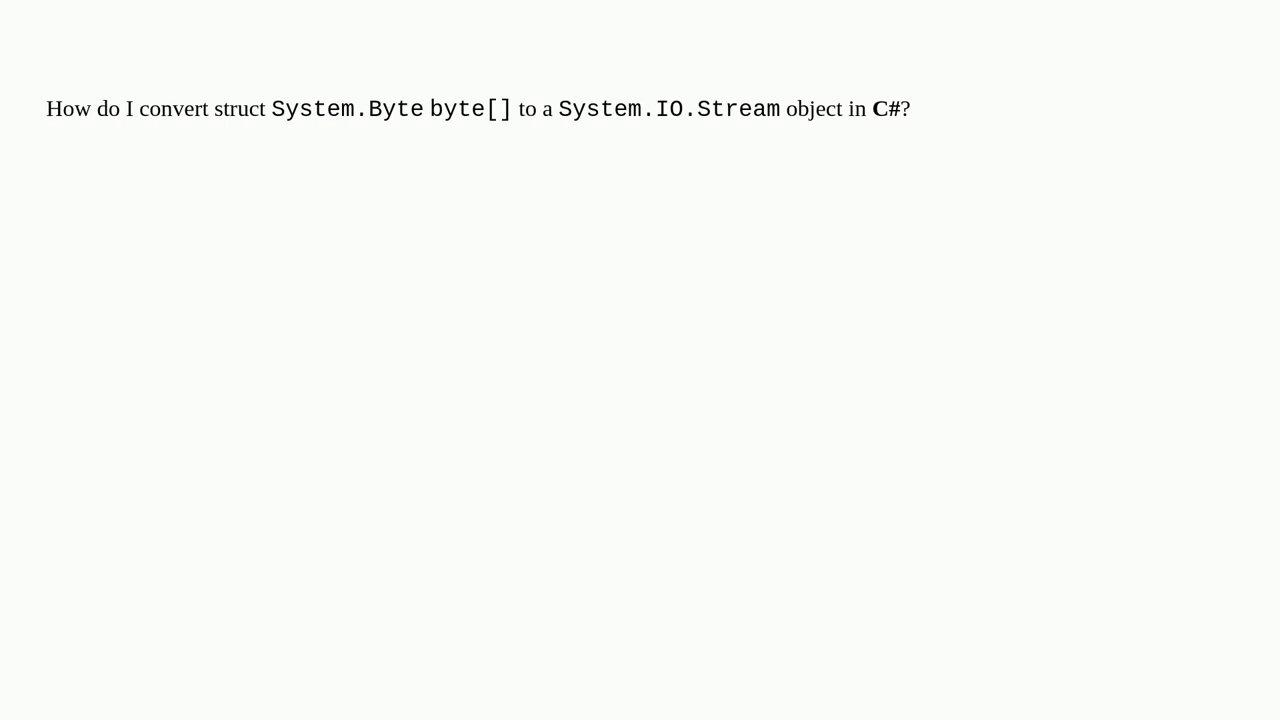 How do I convert struct System.Byte byte[] to a System.IO.Stream object in C#?